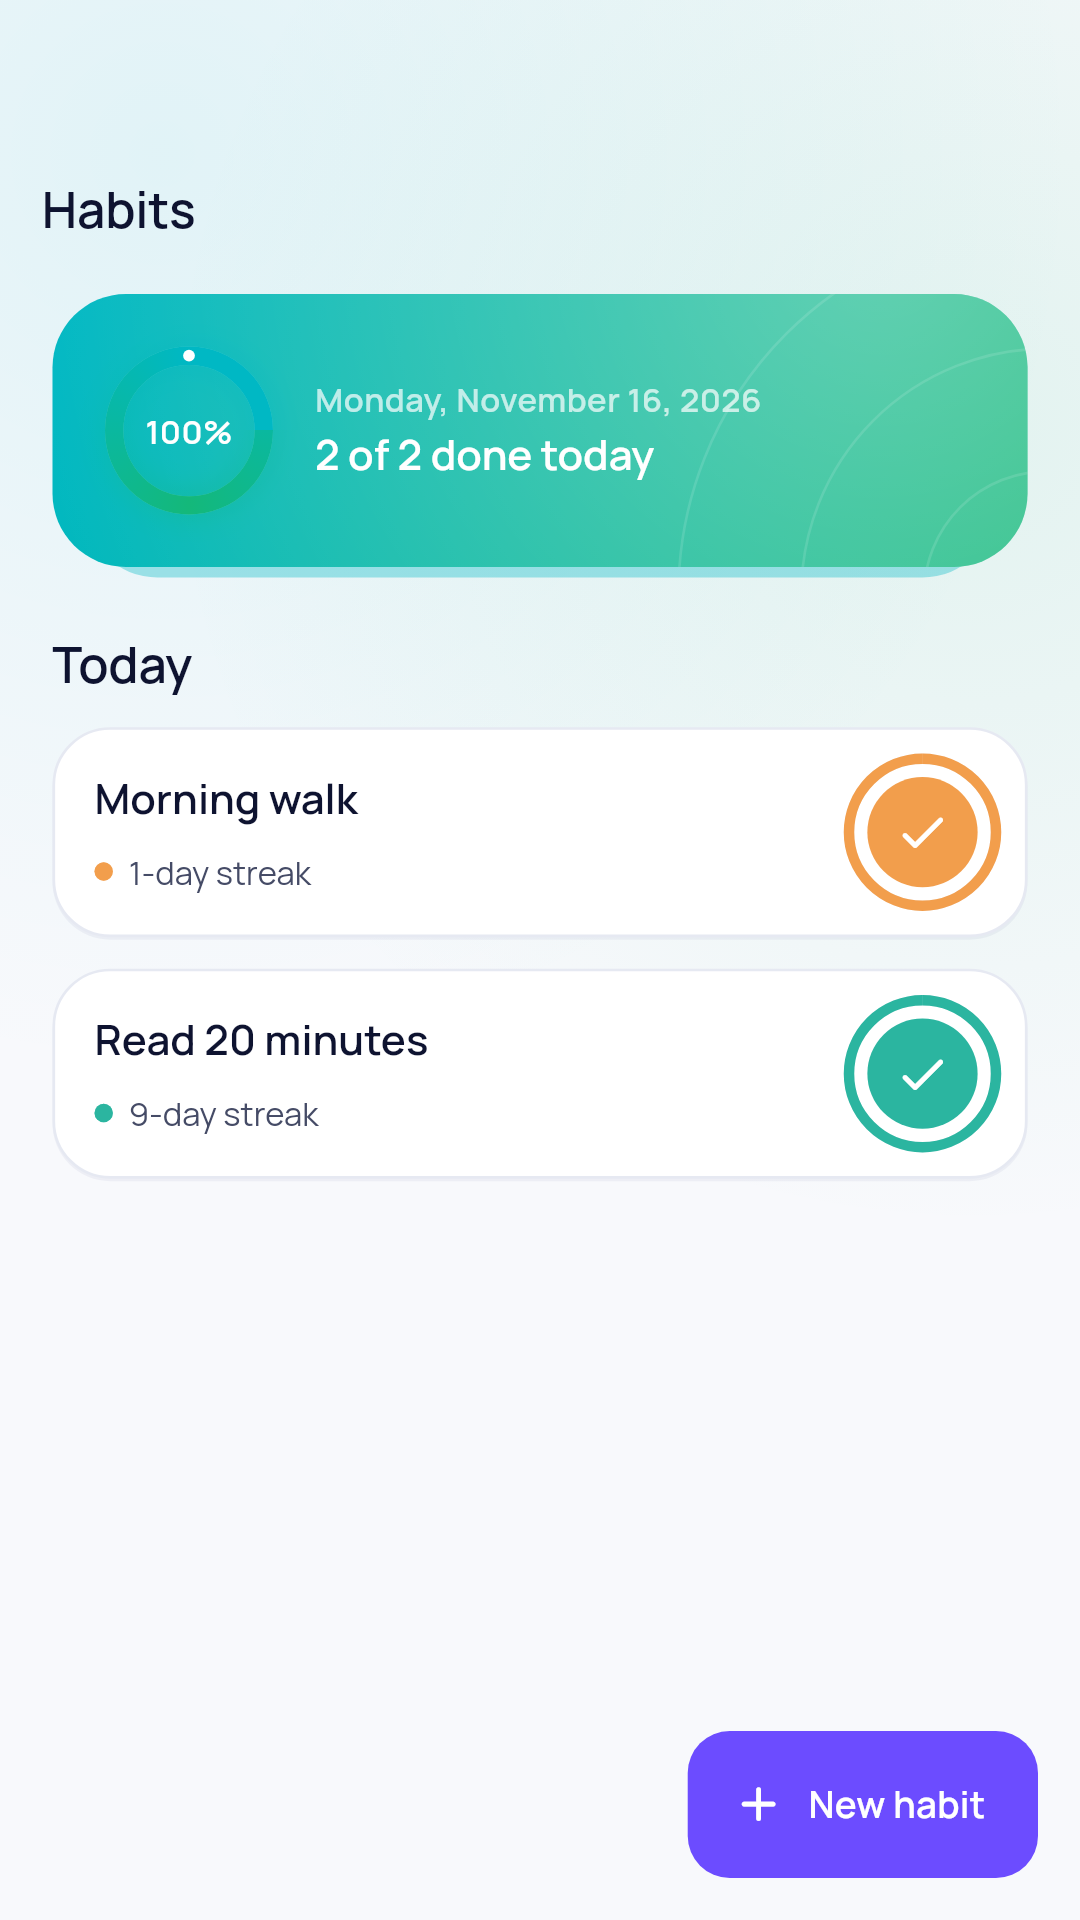 Habits
100%
Monday, November 16, 2026
2 of 2 done today
Today
Morning walk
1-day streak
Read 20 minutes
9-day streak
New habit